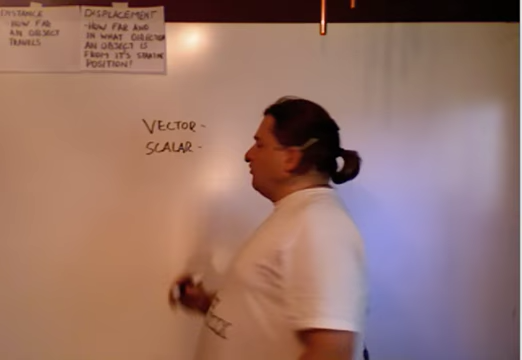 DISTANCE
-HOW FAR
AN OBJECT
TRAVELS
DISPLACEMENT
-HOW FAR AND
IN WHAT DIRECTION
AN OBJECT IS
FROM IT'S STARTING
POSITION!
VECTOR-
SCALAR-